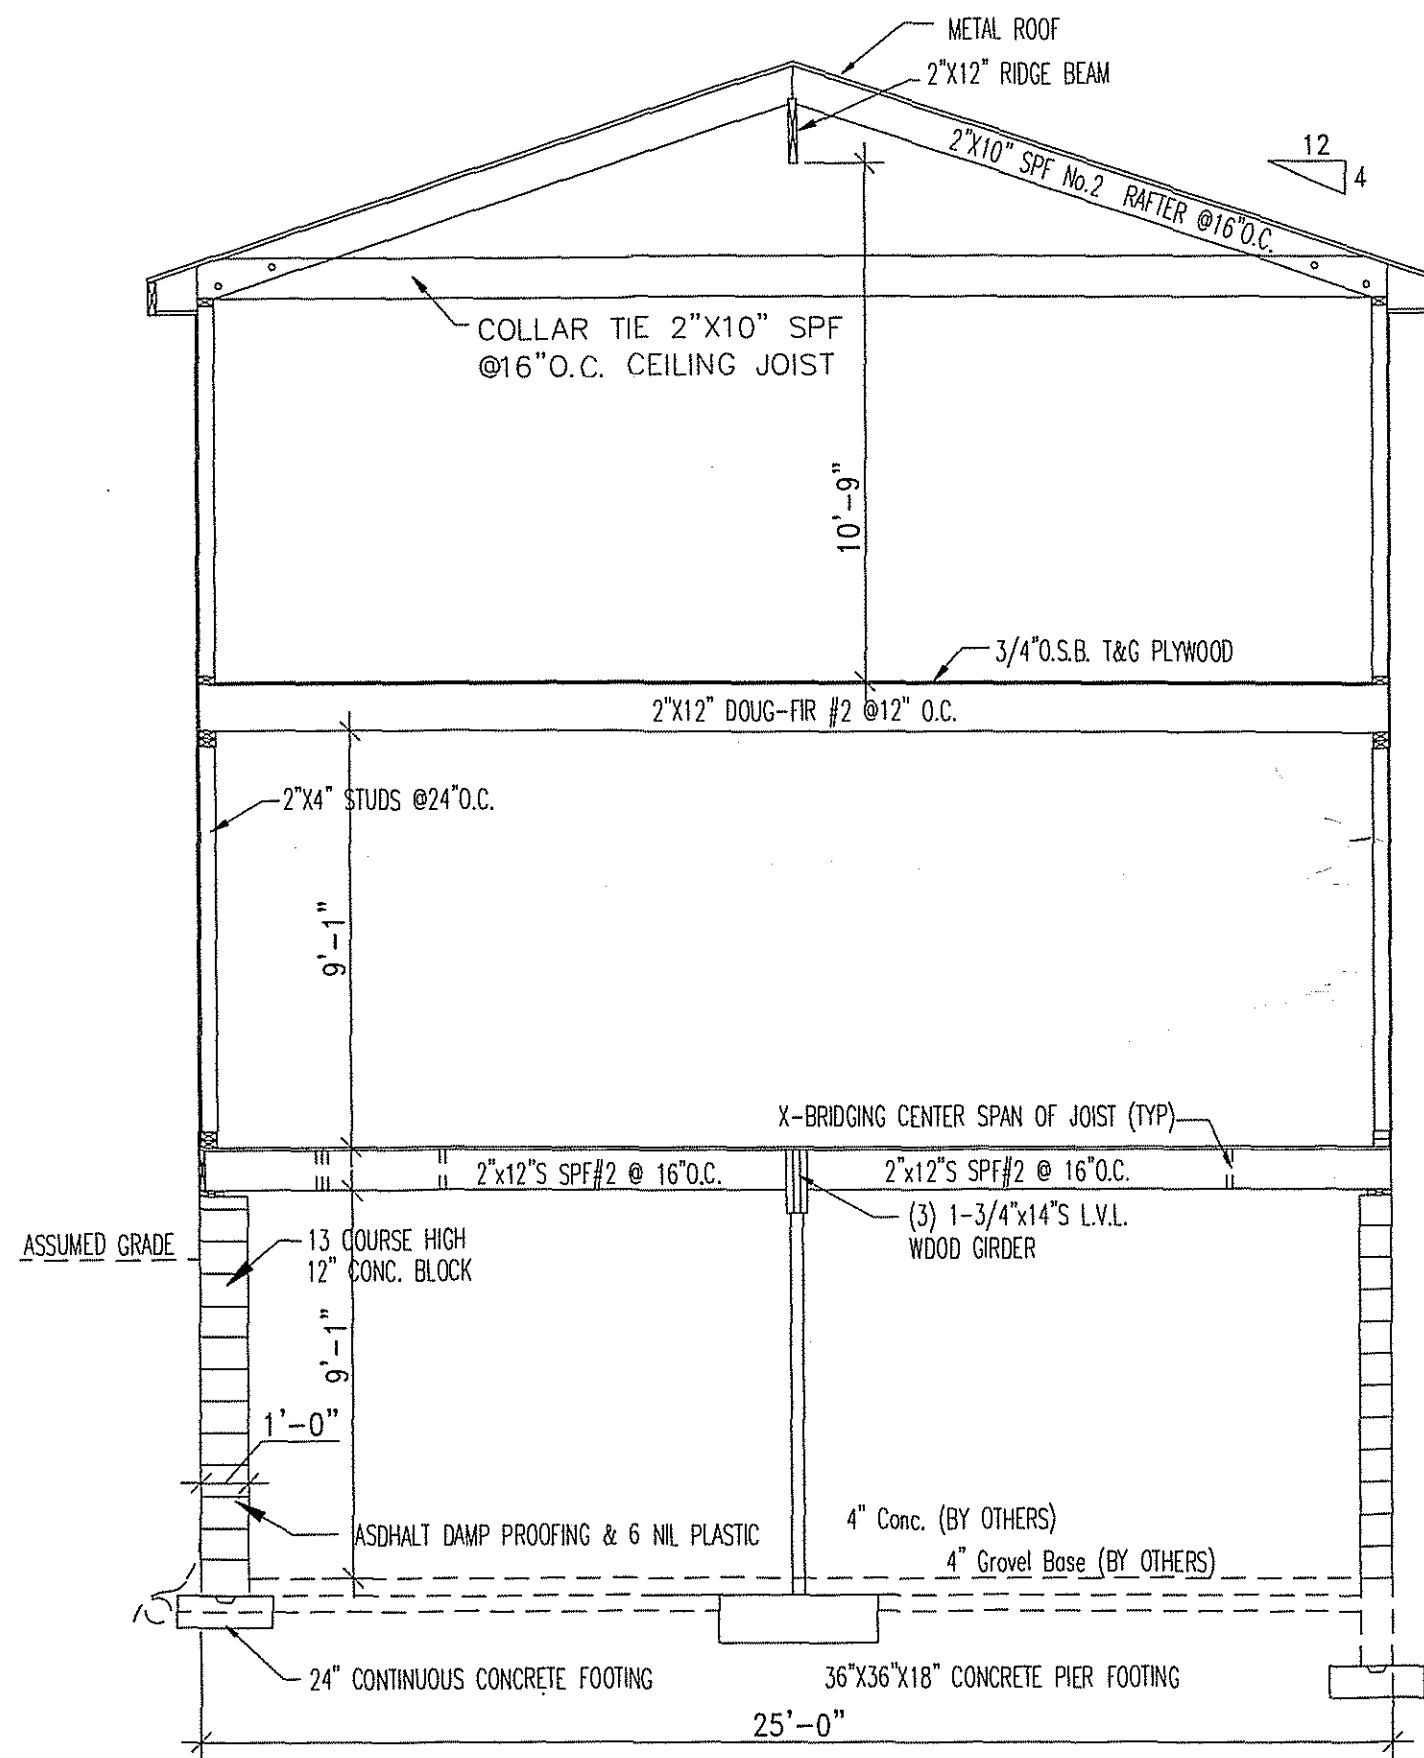 METAL ROOF
2"X12" RIDGE BEAM
2"X10" SPF No.2 RAFTER @16"O.C.
12
4
COLLAR TIE 2"X10" SPF
@16"O.C. CEILING JOIST
10'-9"
3/4"O.S.B. T&G PLYWOOD
2"X12" DOUG-FIR #2 @12" O.C.
2"X4" STUDS @24"O.C.
9'-1"
X-BRIDGING CENTER SPAN OF JOIST (TYP)
2"x12"S SPF#2 @ 16"O.C.
2"x12"S SPF#2 @ 16"O.C.
(3) 1-3/4"x14"S L.V.L.
WDOD GIRDER
ASSUMED GRADE
13 COURSE HIGH
12" CONC. BLOCK
9'-1"
1'-0"
ASDHALT DAMP PROOFING & 6 NIL PLASTIC
4" Conc. (BY OTHERS)
4" Grovel Base (BY OTHERS)
24" CONTINUOUS CONCRETE FOOTING
36"X36"X18" CONCRETE PIER FOOTING
25'-0"